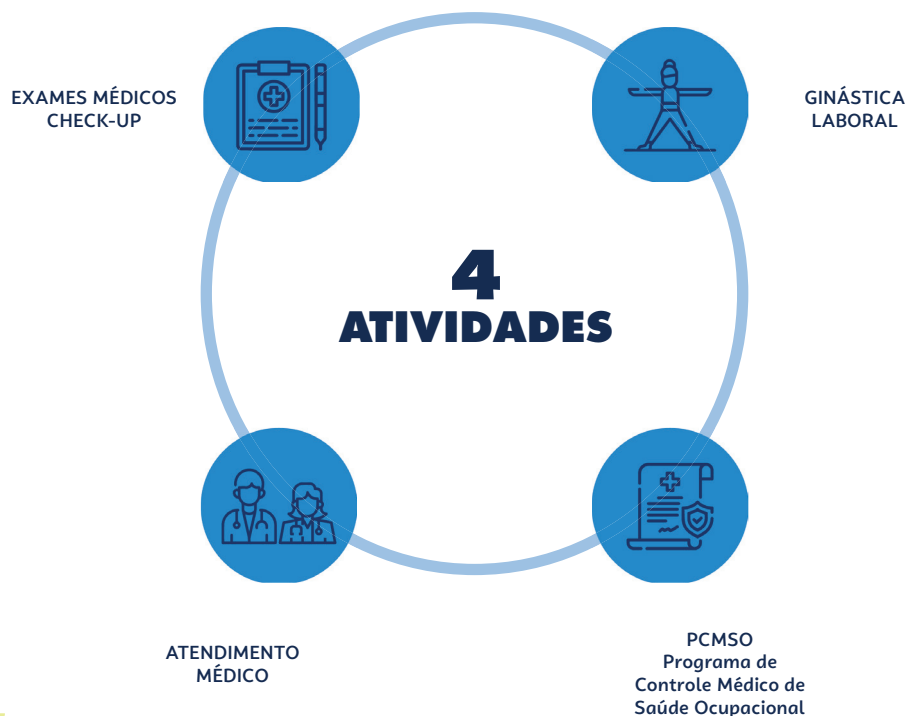 EXAMES MÉDICOS
CHECK-UP
GINÁSTICA
LABORAL
4
ATIVIDADES
ATENDIMENTO
MÉDICO
PCMSO
Programa de
Controle Médico de
Saúde Ocupacional